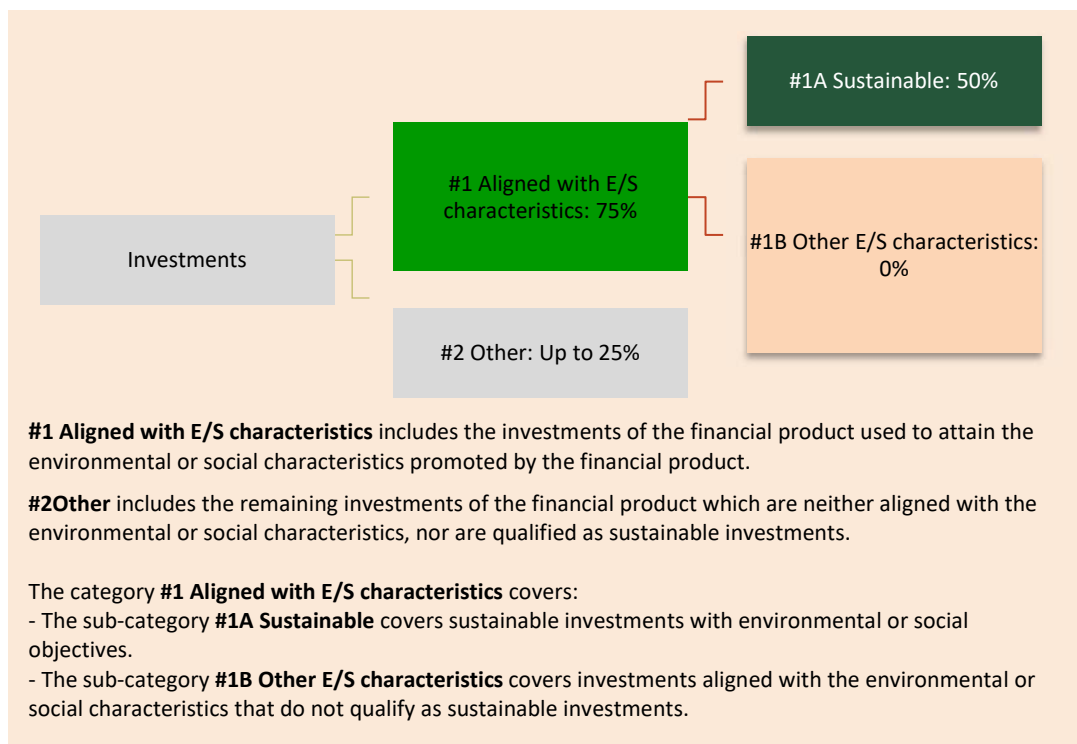 #1A Sustainable: 50%
#1 Aligned with E/S
characteristics: 75%
#1B Other E/S characteristics:
0%
Investments
#2 Other: Up to 25%
#1 Aligned with E/S characteristics includes the investments of the financial product used to attain the
environmental or social characteristics promoted by the financial product.
#2Other includes the remaining investments of the financial product which are neither aligned with the
environmental or social characteristics, nor are qualified as sustainable investments.
The category #1 Aligned with E/S characteristics covers:
- The sub-category #1A Sustainable covers sustainable investments with environmental or social
objectives.
- The sub-category #1B Other E/S characteristics covers investments aligned with the environmental or
social characteristics that do not qualify as sustainable investments.